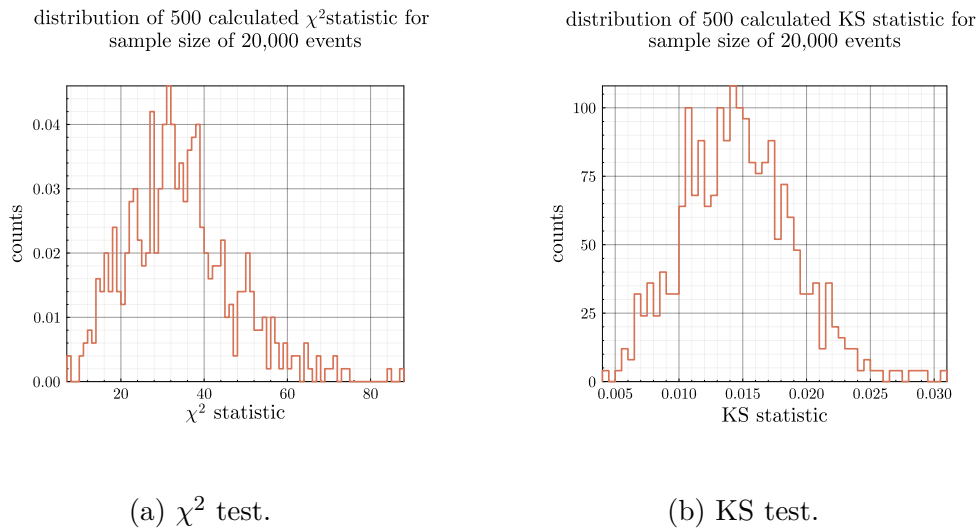 distribution of 500 calculated χ²statistic for
sample size of 20,000 events
0.04
0.03
0.02
0.01
0.00
counts
20
40
60
80
χ² statistic
(a) χ² test.
distribution of 500 calculated KS statistic for
sample size of 20,000 events
100
75
50
25
0
counts
0.005
0.010
0.015
0.020
0.025
0.030
KS statistic
(b) KS test.